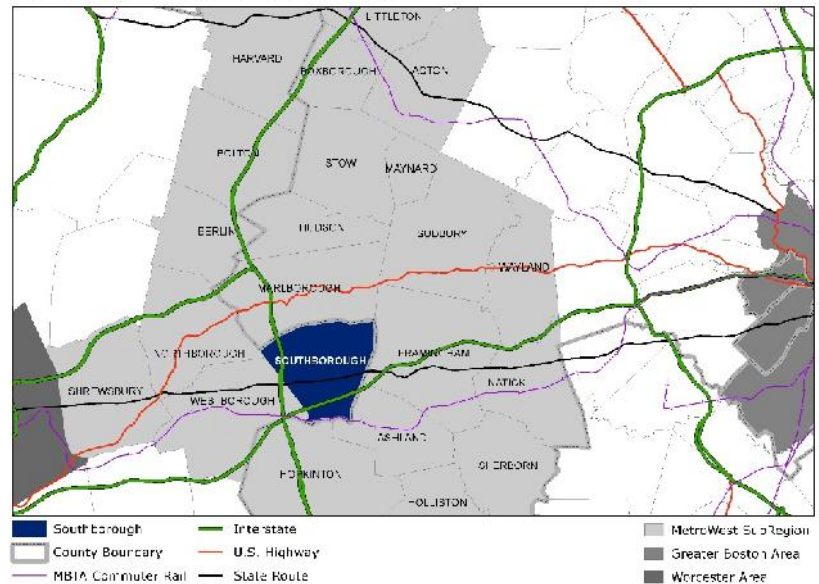 LITTLETON
HARVARD
BOXBOROUGH
ACTON
BOLTON
STOW
MAYNARD
BERLIN
HUDSON
SUDBURY
WAYLAND
MARLBOROUGH
NORTHBOROUGH
SOUTHBOROUGH
FRAMINGHAM
SHREWSBURY
WESTBOROUGH
NATICK
ASHLAND
HOPKINTON
SHERBORN
HOLLISTON
Southborough
Interstate
MetroWest SubRegion
County Boundary
U.S. Highway
Greater Boston Area
MBTA Commuter Rail
State Route
Worcester Area